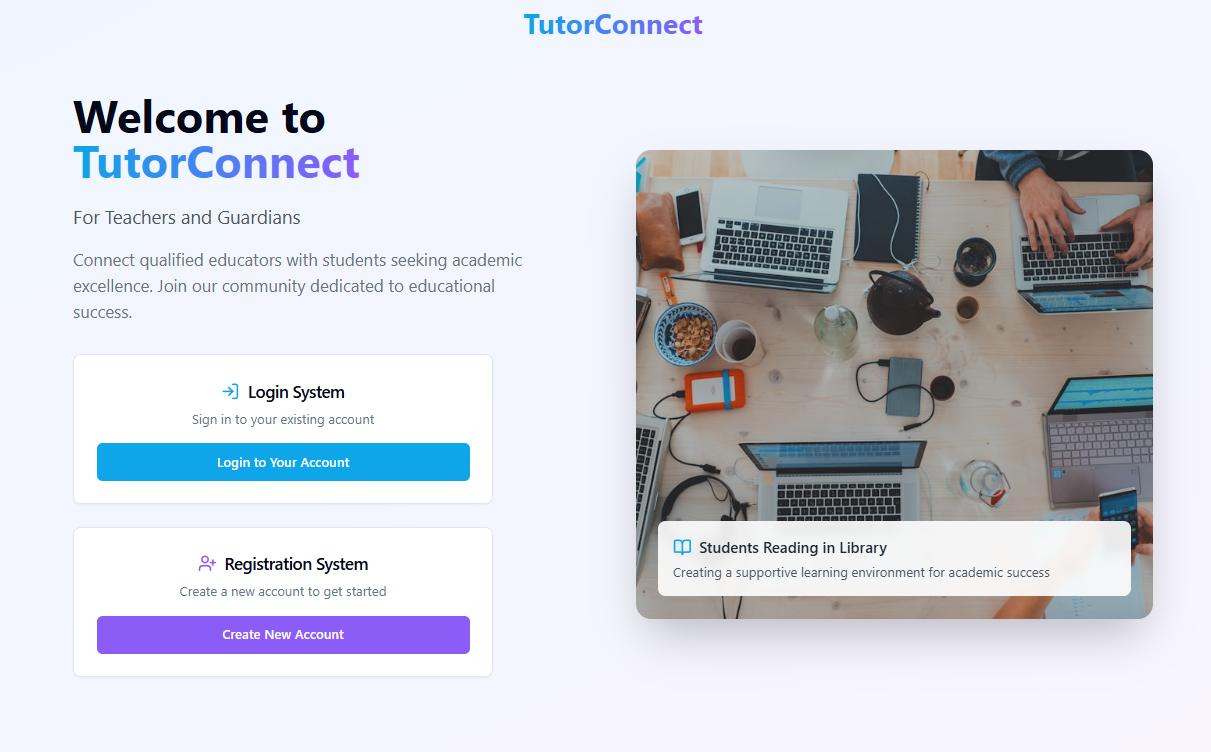 TutorConnect
Welcome to
TutorConnect
For Teachers and Guardians
Connect qualified educators with students seeking academic
excellence. Join our community dedicated to educational
success.
Login System
Sign in to your existing account
Login to Your Account
Registration System
Create a new account to get started
Create New Account
Students Reading in Library
Creating a supportive learning environment for academic success